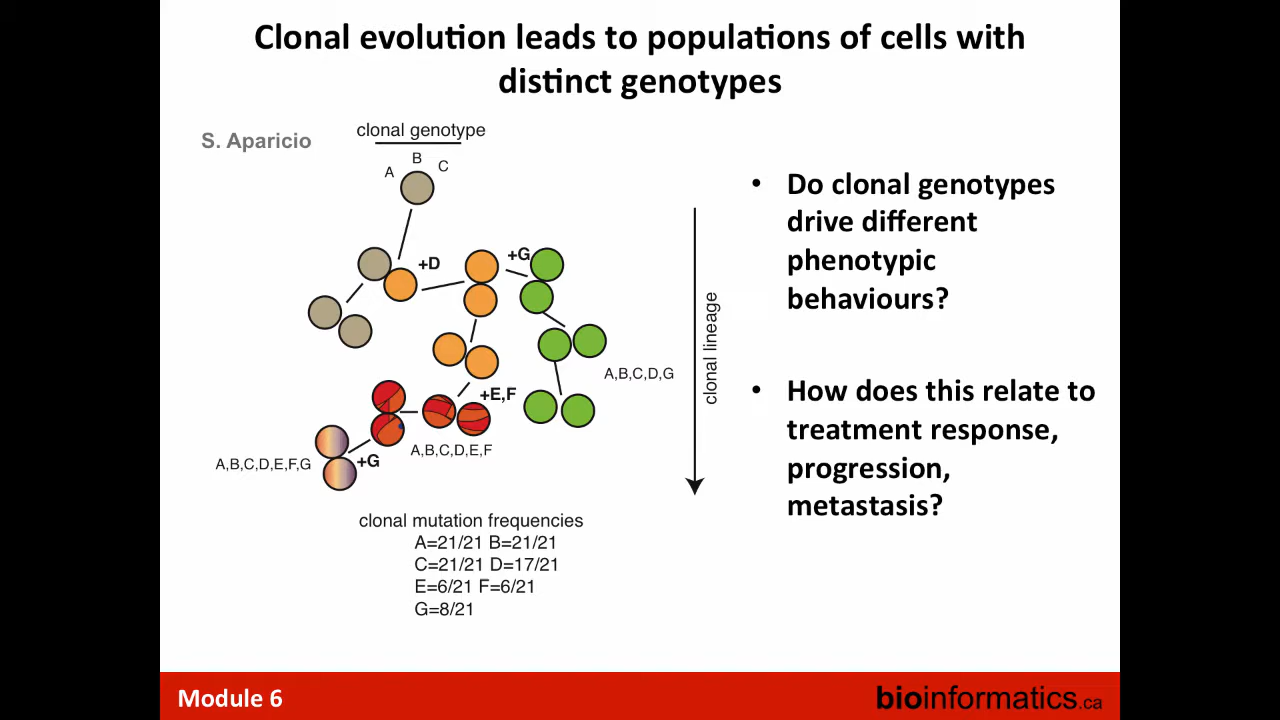 Clonal evolution leads to populations of cells with
distinct genotypes
S. Aparicio
clonal genotype
A
B
C
+D
+G
A,B,C,D,G
+E,F
A,B,C,D,E,F
+G
A,B,C,D,E,F,G
clonal mutation frequencies
A=21/21 B=21/21
C=21/21 D=17/21
E=6/21 F=6/21
G=8/21
clonal lineage
• Do clonal genotypes
drive different
phenotypic
behaviours?
• How does this relate to
treatment response,
progression,
metastasis?
Module 6
bioinformatics.ca